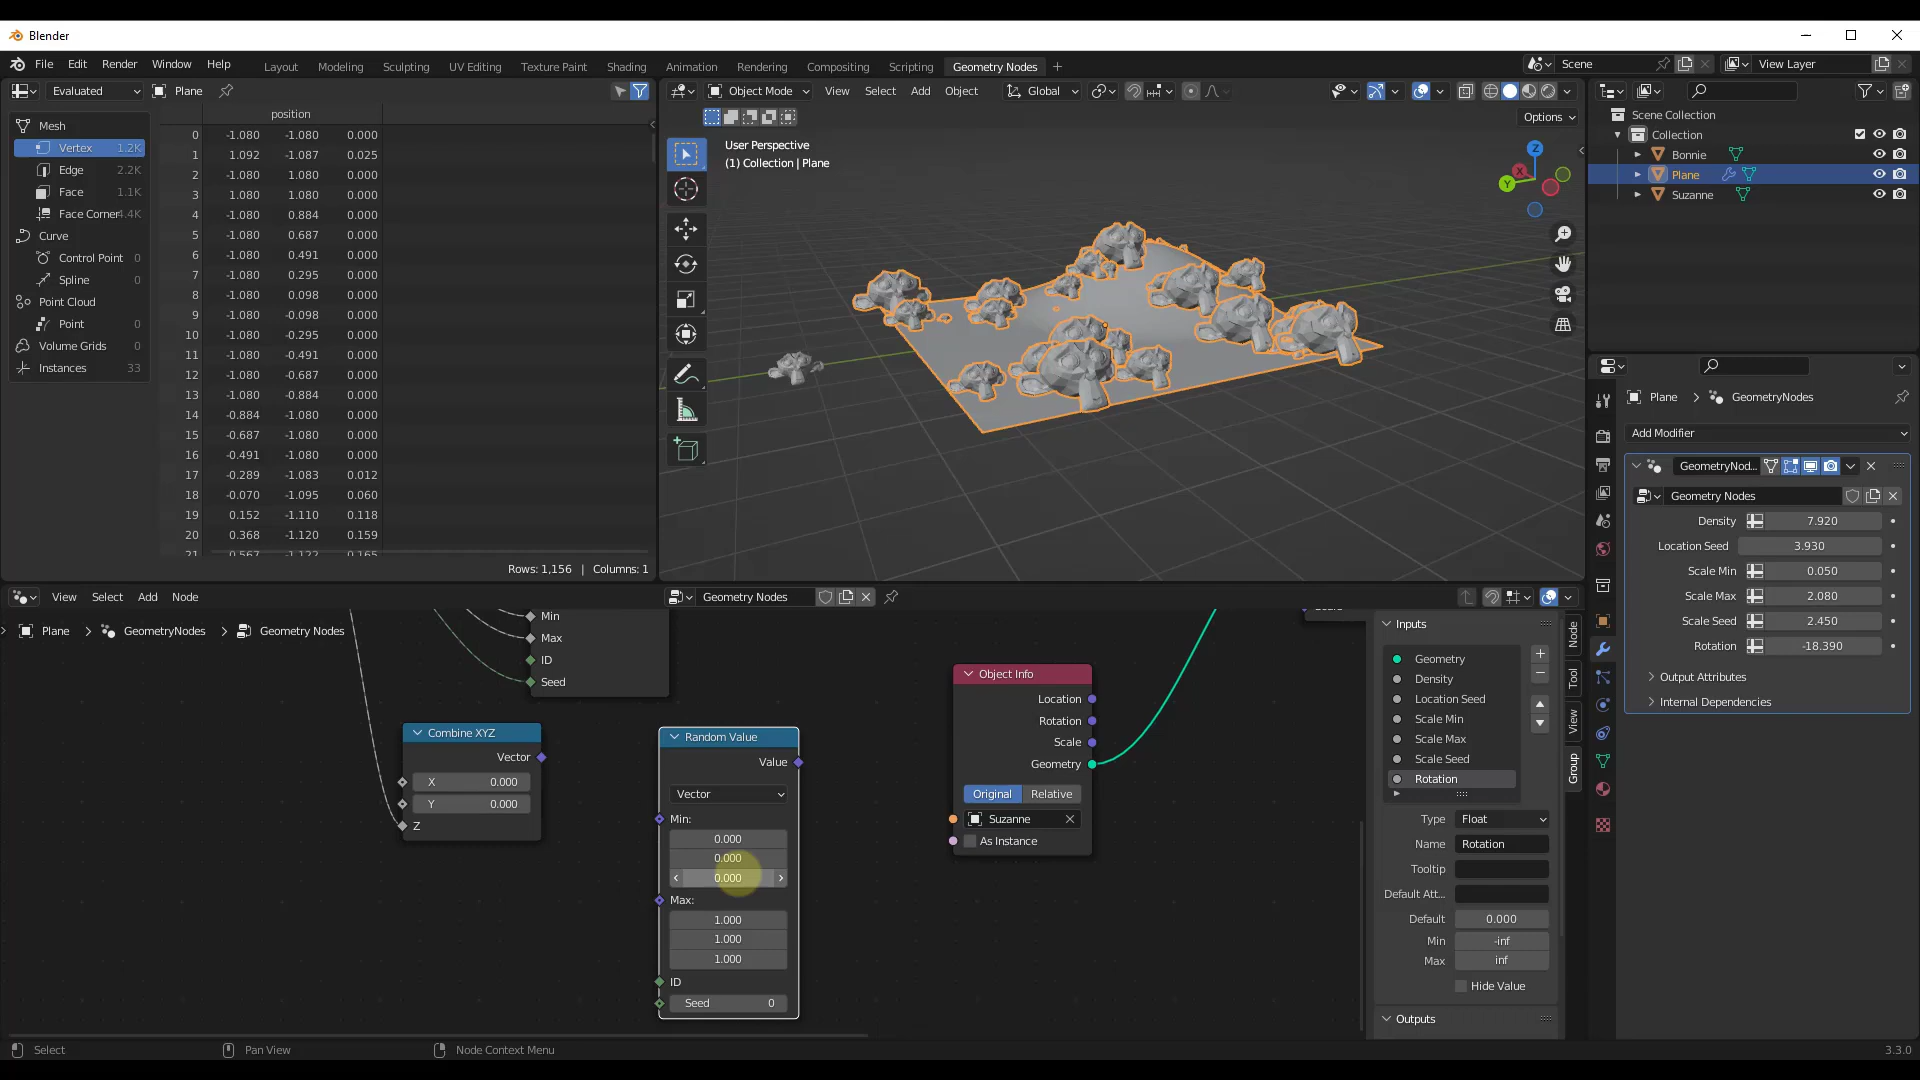 Blender
File Edit Render Window Help
Layout Modeling Sculpting UV Editing Texture Paint Shading Animation Rendering Compositing Scripting Geometry Nodes
Scene
View Layer
Evaluated
Plane
Object Mode View Select Add Object Global
Options
position
Mesh
Vertex 1.2K
Edge 2.2K
Face 1.1K
Face Corner 4.4K
Curve
Control Point 0
Spline 0
Point Cloud
Point 0
Volume Grids 0
Instances 33
0 -1.080 -1.080 0.000
1 1.092 -1.087 0.025
2 -1.080 1.080 0.000
3 1.080 1.080 0.000
4 -1.080 0.884 0.000
5 -1.080 0.687 0.000
6 -1.080 0.491 0.000
7 -1.080 0.295 0.000
8 -1.080 0.098 0.000
9 -1.080 -0.098 0.000
10 -1.080 -0.295 0.000
11 -1.080 -0.491 0.000
12 -1.080 -0.687 0.000
13 -1.080 -0.884 0.000
14 -0.884 -1.080 0.000
15 -0.687 -1.080 0.000
16 -0.491 -1.080 0.000
17 -0.289 -1.083 0.012
18 -0.070 -1.095 0.060
19 0.152 -1.110 0.118
20 0.368 -1.120 0.159
21 0.567 -1.122 0.165
Rows: 1,156 | Columns: 1
User Perspective
(1) Collection | Plane
Z
X
Y
Scene Collection
Collection
Bonnie
Plane
Suzanne
Plane > GeometryNodes
Add Modifier
GeometryNod...
Geometry Nodes
Density 7.920
Location Seed 3.930
Scale Min 0.050
Scale Max 2.080
Scale Seed 2.450
Rotation -18.390
Output Attributes
Internal Dependencies
View Select Add Node
Geometry Nodes
Plane > GeometryNodes > Geometry Nodes
Min
Max
ID
Seed
Combine XYZ
Vector
X 0.000
Y 0.000
Z
Random Value
Value
Vector
Min:
0.000
0.000
0.000
Max:
1.000
1.000
1.000
ID
Seed 0
Object Info
Location
Rotation
Scale
Geometry
Original Relative
Suzanne
As Instance
Inputs
Geometry
Density
Location Seed
Scale Min
Scale Max
Scale Seed
Rotation
Type Float
Name Rotation
Tooltip
Default Att...
Default 0.000
Min -inf
Max inf
Hide Value
Outputs
Node
Tool
View
Group
Select
Pan View
Node Context Menu
3.3.0